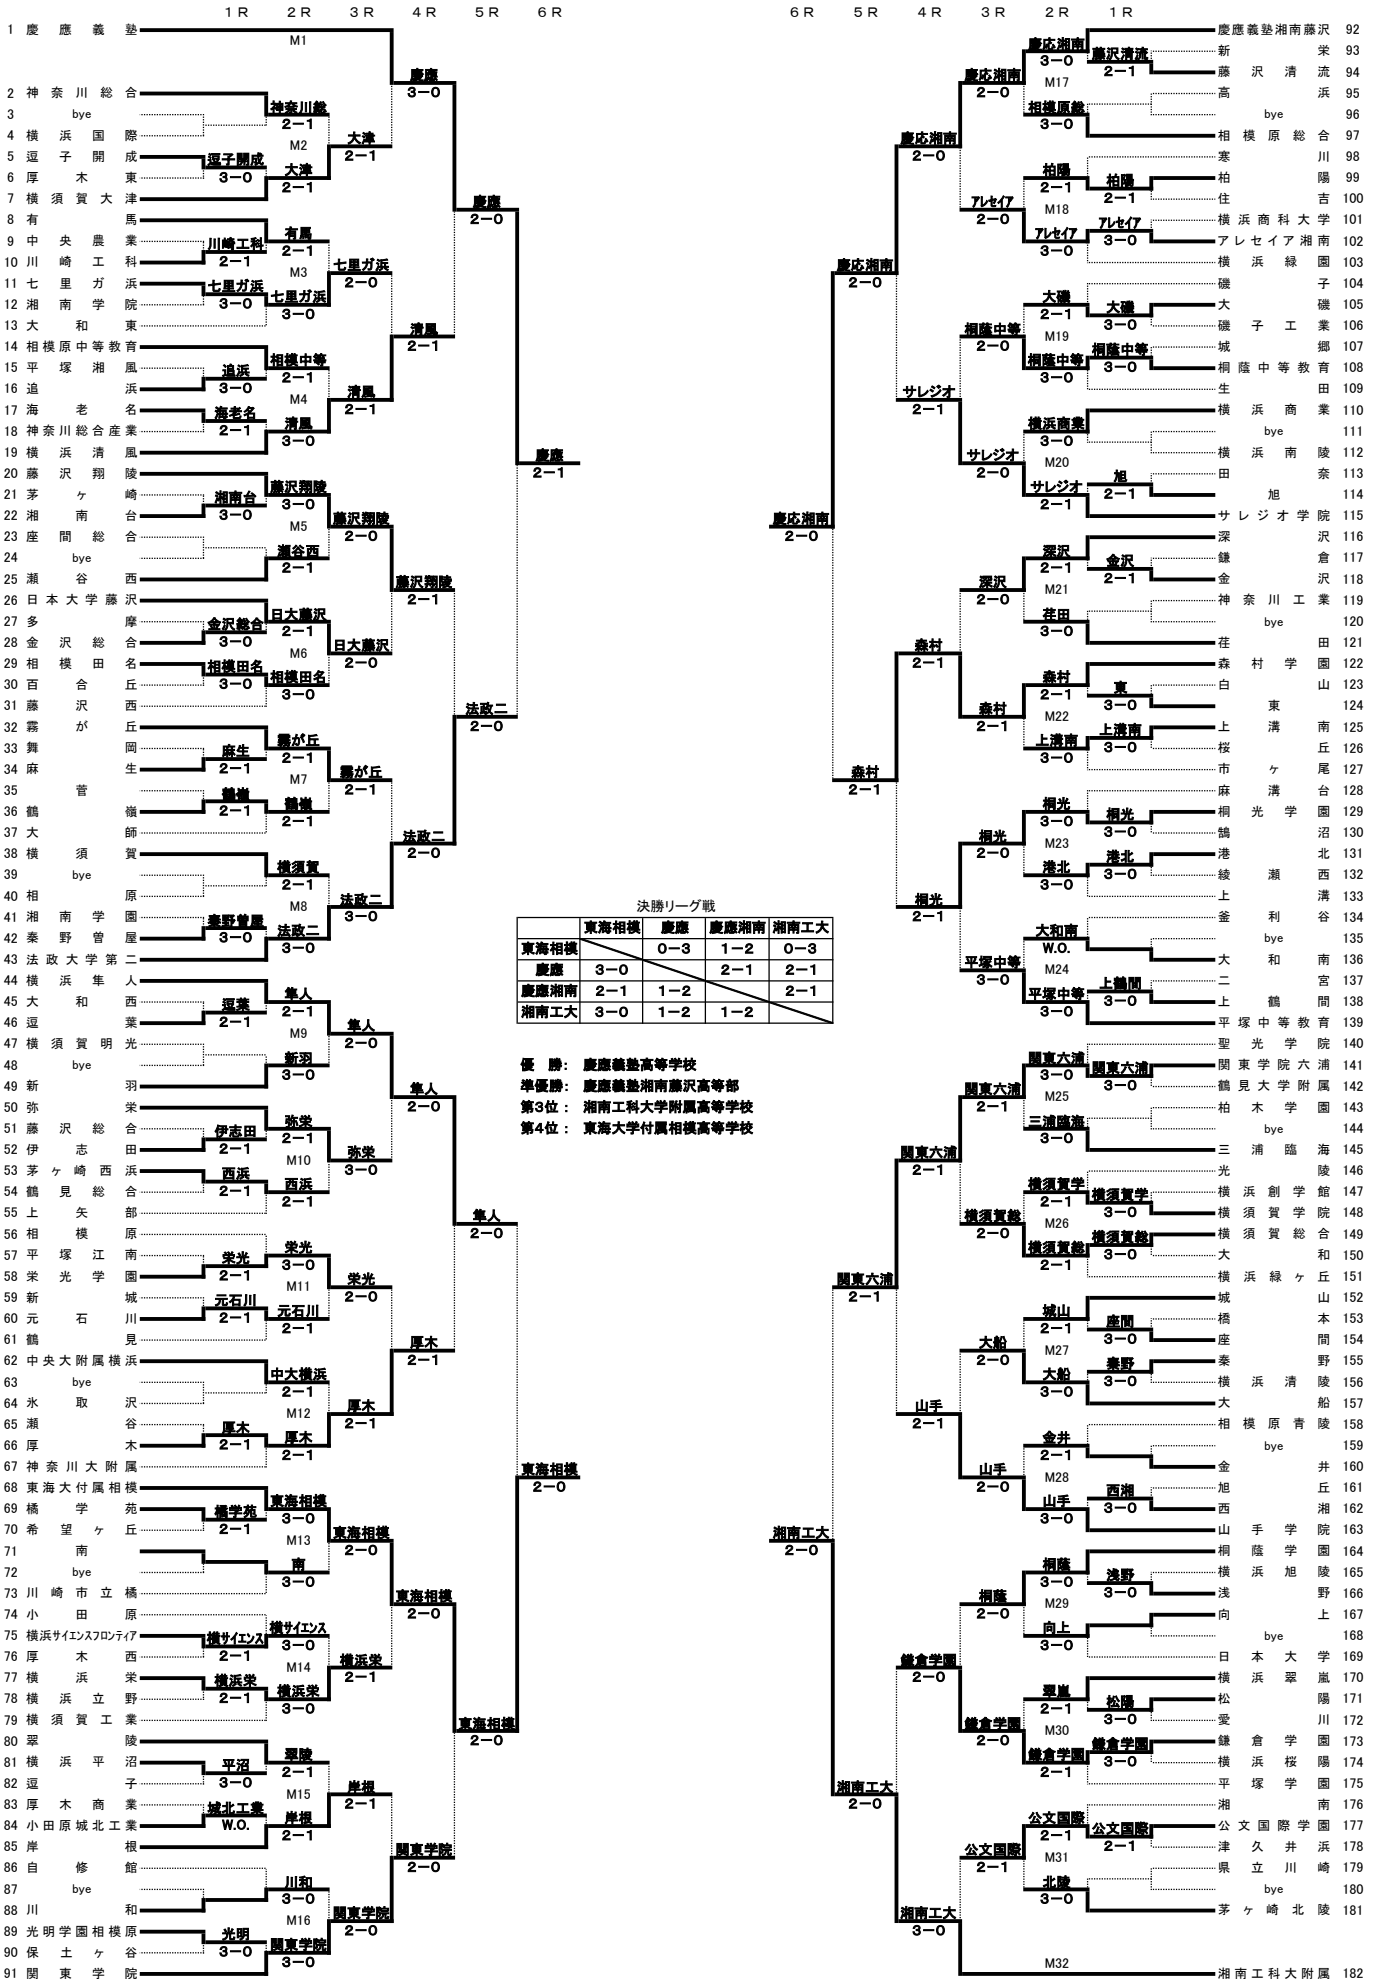 1R 2R 3R 4R 5R 6R
6R 5R 4R 3R 2R 1R
1 慶應義塾
2 神奈川総合
3 bye
4 横浜国際
5 逗子開成
6 厚木東
7 横須賀大津
8 有馬
9 中央農業
10 川崎工科
11 七里ガ浜
12 湘南学院
13 大和東
14 相模原中等教育
15 平塚湘風
16 追浜
17 海老名
18 神奈川総合産業
19 横浜清風
20 藤沢翔陵
21 茅ヶ崎
22 湘南台
23 座間総合
24 bye
25 瀬谷西
26 日本大学藤沢
27 多摩
28 金沢総合
29 相模田名
30 百合丘
31 藤沢西
32 霧が丘
33 舞岡
34 麻生
35 菅
36 鶴嶺
37 大師
38 横須賀
39 bye
40 相原
41 湘南学園
42 秦野曽屋
43 法政大学第二
44 横浜隼人
45 大和西
46 逗葉
47 横須賀明光
48 bye
49 新羽
50 弥栄
51 藤沢総合
52 伊志田
53 茅ヶ崎西浜
54 鶴見総合
55 上矢部
56 相模原
57 平塚江南
58 栄光学園
59 新城
60 元石川
61 鶴見
62 中央大附属横浜
63 bye
64 氷取沢
65 瀬谷
66 厚木
67 神奈川大附属
68 東海大付属相模
69 橘学苑
70 希望ヶ丘
71 南
72 bye
73 川崎市立橘
74 小田原
75 横浜サイエンスフロンティア
76 厚木西
77 横浜栄
78 横浜立野
79 横須賀工業
80 翠陵
81 横浜平沼
82 逗子
83 厚木商業
84 小田原城北工業
85 岸根
86 自修館
87 bye
88 川和
89 光明学園相模原
90 保土ヶ谷
91 関東学院
逗子開成 3-0
川崎工科 2-1
七里ガ浜 3-0
追浜 3-0
海老名 2-1
湘南台 3-0
金沢総合 3-0
相模田名 3-0
麻生 2-1
鶴嶺 2-1
秦野曽屋 3-0
逗葉 2-1
伊志田 2-1
西浜 2-1
栄光 2-1
元石川 2-1
厚木 2-1
橘学苑 2-1
横サイエンス 2-1
横浜栄 2-1
平沼 3-0
城北工業 W.O.
光明 3-0
M1
神奈川総 2-1
M2
大津 2-1
有馬 2-1
M3
七里ガ浜 3-0
相模中等 2-1
M4
清風 3-0
藤沢翔陵 3-0
M5
瀬谷西 2-1
日大藤沢 2-1
M6
相模田名 3-0
霧が丘 2-1
M7
鶴嶺 2-1
横須賀 2-1
M8
法政二 3-0
隼人 2-1
M9
新羽 3-0
弥栄 2-1
M10
西浜 2-1
栄光 3-0
M11
元石川 2-1
中大横浜 2-1
M12
厚木 2-1
東海相模 3-0
M13
南 3-0
横サイエンス 3-0
M14
横浜栄 3-0
翠陵 2-1
M15
岸根 2-1
川和 3-0
M16
関東学院 3-0
大津 2-1
七里ガ浜 2-0
清風 2-1
藤沢翔陵 2-0
日大藤沢 2-0
霧が丘 2-1
法政二 3-0
隼人 2-0
弥栄 3-0
栄光 2-0
厚木 2-1
東海相模 2-0
横浜栄 2-1
岸根 2-1
関東学院 2-0
慶應 3-0
清風 2-1
藤沢翔陵 2-1
法政二 2-0
隼人 2-0
厚木 2-1
東海相模 2-0
関東学院 2-0
慶應 2-0
法政二 2-0
隼人 2-0
東海相模 2-0
慶應 2-1
東海相模 2-0
決勝リーグ戦
東海相模 慶應 慶應湘南 湘南工大
東海相模 0-3 1-2 0-3
慶應 3-0 2-1 2-1
慶應湘南 2-1 1-2 2-1
湘南工大 3-0 1-2 1-2
優　勝： 慶應義塾高等学校
準優勝： 慶應義塾湘南藤沢高等部
第3位： 湘南工科大学附属高等学校
第4位： 東海大学付属相模高等学校
慶応湘南 2-0
湘南工大 2-0
慶応湘南 2-0
森村 2-1
関東六浦 2-1
湘南工大 2-0
慶応湘南 2-0
サレジオ 2-1
森村 2-1
桐光 2-1
関東六浦 2-1
山手 2-1
鎌倉学園 2-0
湘南工大 3-0
慶応湘南 2-0
アレセイア 2-0
桐蔭中等 2-0
サレジオ 2-0
深沢 2-0
森村 2-1
桐光 2-0
平塚中等 3-0
関東六浦 2-1
横須賀総 2-0
大船 2-0
山手 2-0
桐蔭 2-0
鎌倉学園 2-0
公文国際 2-1
慶応湘南 3-0
M17
相模原総 3-0
柏陽 2-1
M18
アレセイア 3-0
大磯 2-1
M19
桐蔭中等 3-0
横浜商業 3-0
M20
サレジオ 2-1
深沢 2-1
M21
荏田 3-0
森村 2-1
M22
上溝南 3-0
桐光 3-0
M23
港北 3-0
大和南 W.O.
M24
平塚中等 3-0
関東六浦 3-0
M25
三浦臨海 3-0
横須賀学 2-1
M26
横須賀総 2-1
城山 2-1
M27
大船 3-0
金井 2-1
M28
山手 3-0
桐蔭 3-0
M29
向上 3-0
翠嵐 2-1
M30
鎌倉学園 2-1
公文国際 2-1
M31
北陵 3-0
M32
藤沢清流 2-1
柏陽 2-1
アレセイア 3-0
大磯 3-0
桐蔭中等 3-0
旭 2-1
金沢 2-1
東 3-0
上溝南 3-0
桐光 3-0
港北 3-0
上鶴間 3-0
関東六浦 3-0
横須賀学 3-0
横須賀総 3-0
座間 3-0
秦野 3-0
西湘 3-0
浅野 3-0
松陽 3-0
鎌倉学園 3-0
公文国際 2-1
慶應義塾湘南藤沢 92
新栄 93
藤沢清流 94
高浜 95
bye 96
相模原総合 97
寒川 98
柏陽 99
住吉 100
横浜商科大学 101
アレセイア湘南 102
横浜緑園 103
磯子 104
大磯 105
磯子工業 106
城郷 107
桐蔭中等教育 108
生田 109
横浜商業 110
bye 111
横浜南陵 112
田奈 113
旭 114
サレジオ学院 115
深沢 116
鎌倉 117
金沢 118
神奈川工業 119
bye 120
荏田 121
森村学園 122
白山 123
東 124
上溝南 125
桜丘 126
市ヶ尾 127
麻溝台 128
桐光学園 129
鵠沼 130
港北 131
綾瀬西 132
上溝 133
釜利谷 134
bye 135
大和南 136
二宮 137
上鶴間 138
平塚中等教育 139
聖光学院 140
関東学院六浦 141
鶴見大学附属 142
柏木学園 143
bye 144
三浦臨海 145
光陵 146
横浜創学館 147
横須賀学院 148
横須賀総合 149
大和 150
横浜緑ヶ丘 151
城山 152
橋本 153
座間 154
秦野 155
横浜清陵 156
大船 157
相模原青陵 158
bye 159
金井 160
旭丘 161
西湘 162
山手学院 163
桐蔭学園 164
横浜旭陵 165
浅野 166
向上 167
bye 168
日本大学 169
横浜翠嵐 170
松陽 171
愛川 172
鎌倉学園 173
横浜桜陽 174
平塚学園 175
湘南 176
公文国際学園 177
津久井浜 178
県立川崎 179
bye 180
茅ヶ崎北陵 181
湘南工科大附属 182